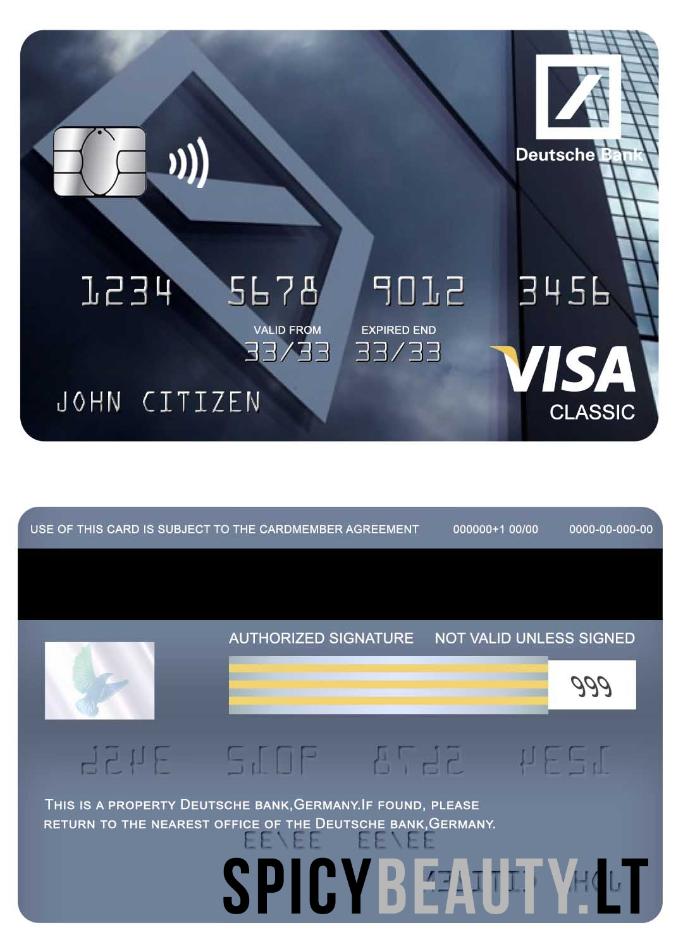 Deutsche Bank
1234 5678 9012 3456
VALID FROM EXPIRED END
33/33 33/33
VISA
JOHN CITIZEN
CLASSIC
USE OF THIS CARD IS SUBJECT TO THE CARDMEMBER AGREEMENT 000000+1 00/00 0000-00-000-00
AUTHORIZED SIGNATURE NOT VALID UNLESS SIGNED
999
THIS IS A PROPERTY DEUTSCHE BANK,GERMANY.IF FOUND, PLEASE
RETURN TO THE NEAREST OFFICE OF THE DEUTSCHE BANK,GERMANY.
SPICYBEAUTY.LT